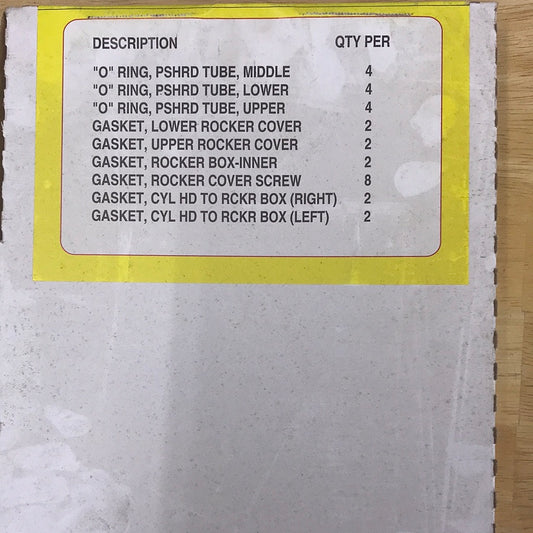 DESCRIPTION QTY PER
"O" RING, PSHRD TUBE, MIDDLE 4
"O" RING, PSHRD TUBE, LOWER 4
"O" RING, PSHRD TUBE, UPPER 4
GASKET, LOWER ROCKER COVER 2
GASKET, UPPER ROCKER COVER 2
GASKET, ROCKER BOX-INNER 2
GASKET, ROCKER COVER SCREW 8
GASKET, CYL HD TO RCKR BOX (RIGHT) 2
GASKET, CYL HD TO RCKR BOX (LEFT) 2